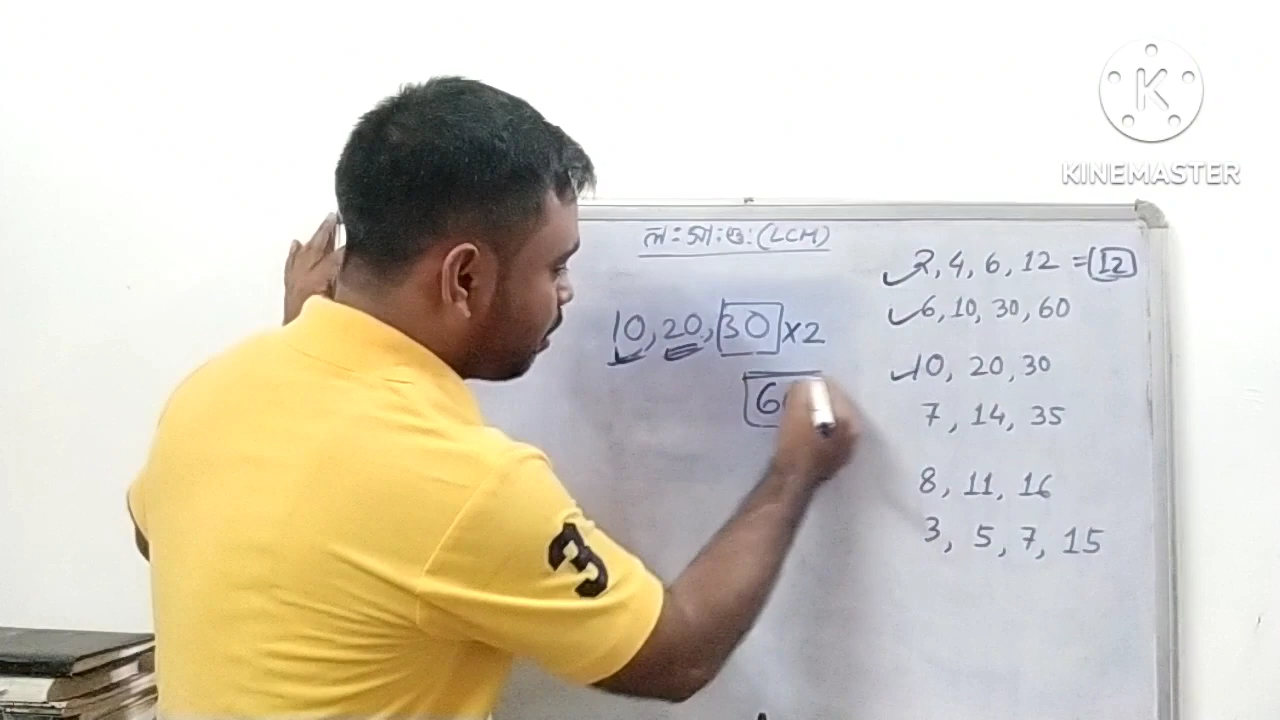 ল:সা:গু:(LCM)
10, 20, 30 x2
2, 4, 6, 12 = 12
6, 10, 30, 60
10, 20, 30
7, 14, 35
8, 11, 16
3, 5, 7, 15
3
K
KINEMASTER